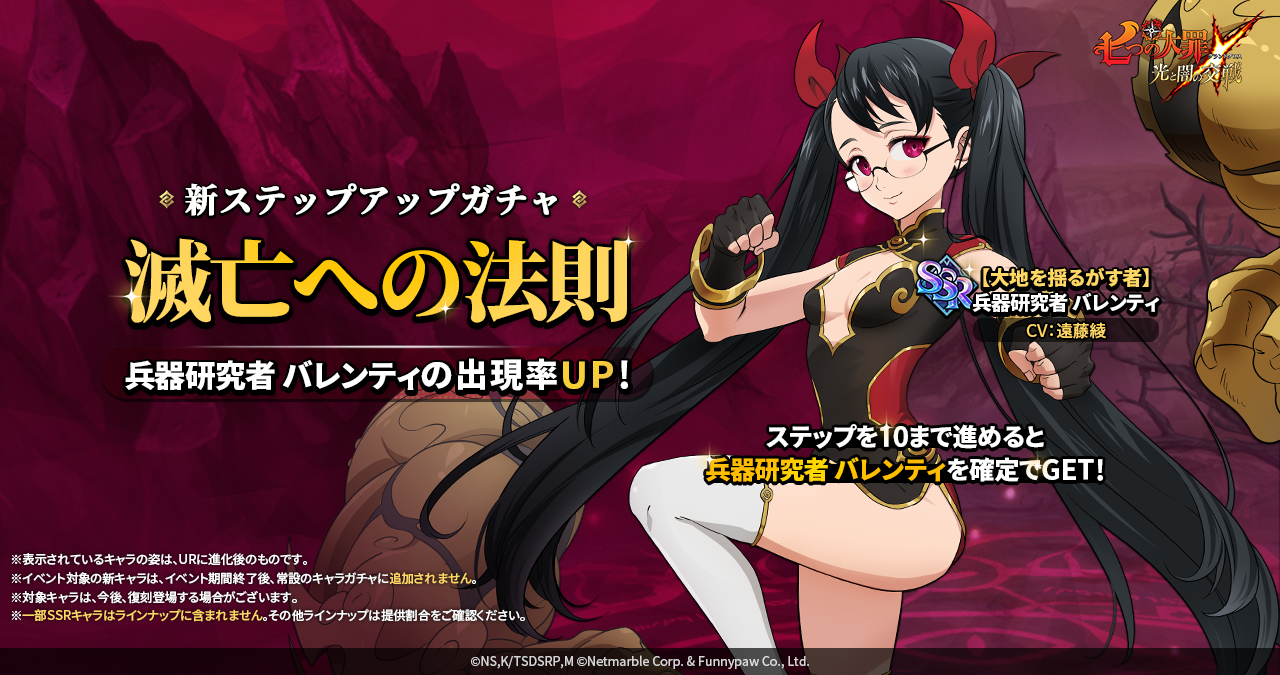 七つの大罪
光と闇の交戦
新ステップアップガチャ
滅亡への法則
兵器研究者 バレンティの出現率UP!
SSR
【大地を揺るがす者】
兵器研究者 バレンティ
CV:遠藤綾
ステップを10まで進めると
兵器研究者 バレンティを確定でGET!
※表示されているキャラの姿は、URに進化後のものです。
※イベント対象の新キャラは、イベント期間終了後、常設のキャラガチャに追加されません。
※対象キャラは、今後、復刻登場する場合がございます。
※一部SSRキャラはラインナップに含まれません。その他ラインナップは提供割合をご確認ください。
©NS,K/TSDSRP,M ©Netmarble Corp. & Funnypaw Co., Ltd.